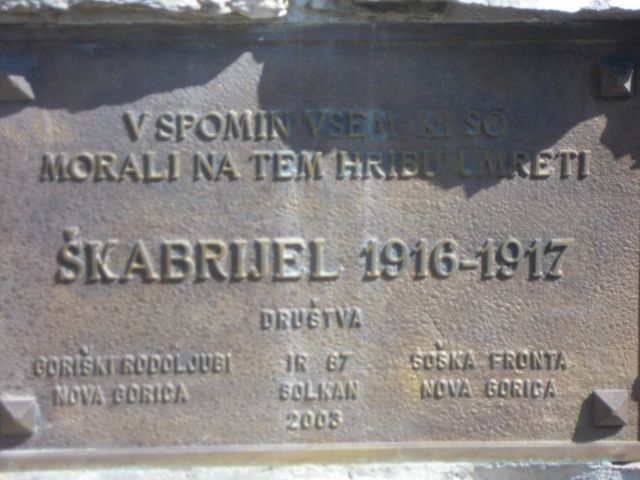 V SPOMIN VSEM KI SO
MORALI NA TEM HRIBU UMRETI
ŠKABRIJEL 1916-1917
DRUŠTVA
GORIŠKI RODOLJUBI IR 87 SOŠKA FRONTA
NOVA GORICA SOLKAN NOVA GORICA
2003